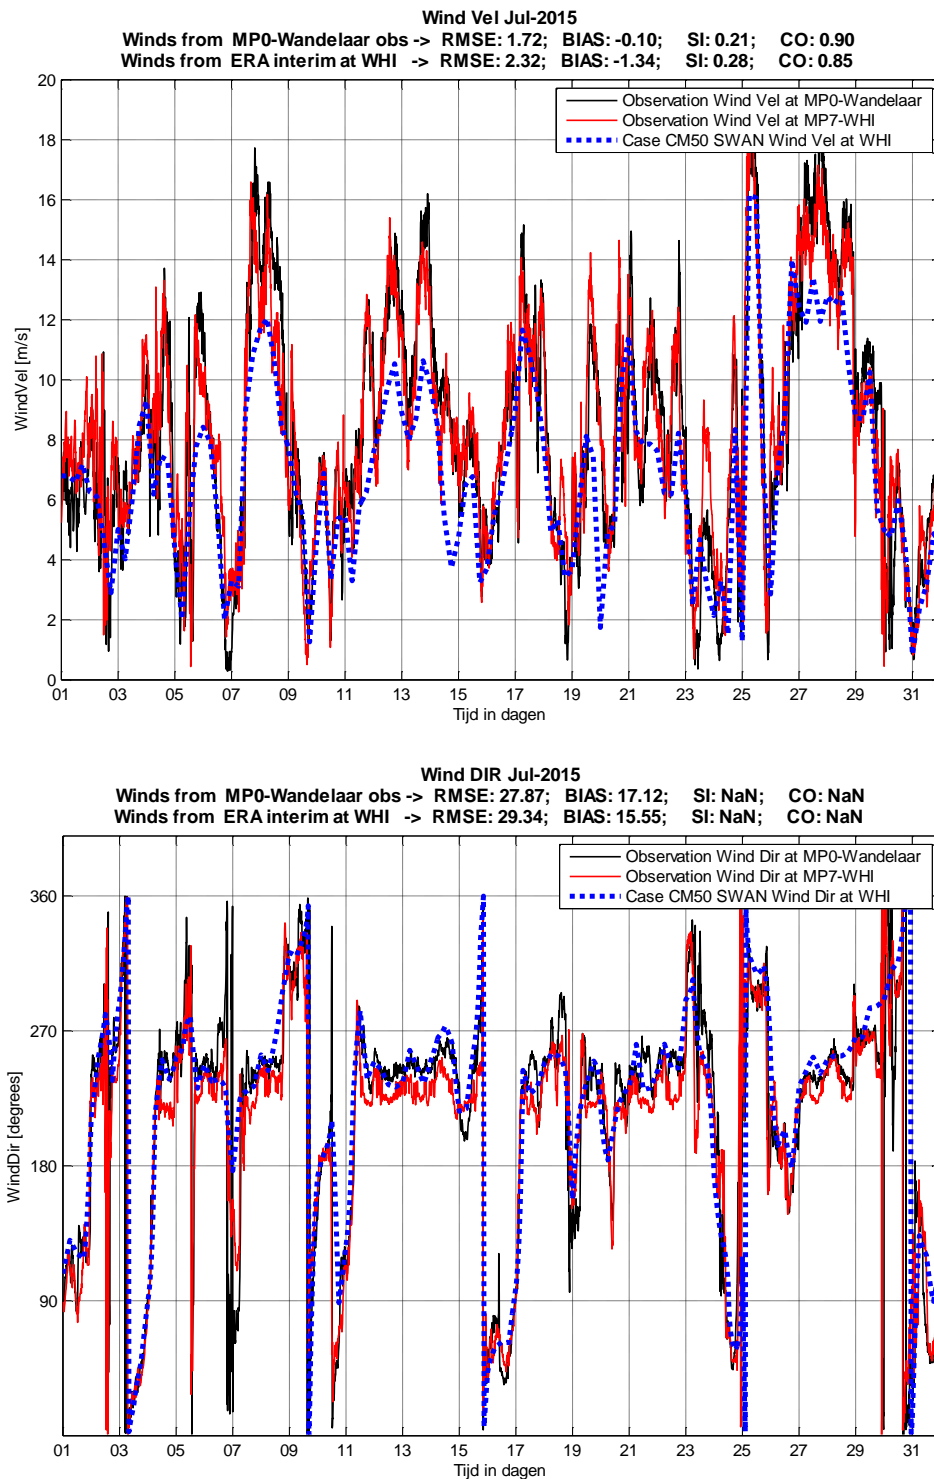 Wind Vel Jul-2015
Winds from MP0-Wandelaar obs -> RMSE: 1.72; BIAS: -0.10; SI: 0.21; CO: 0.90
Winds from ERA interim at WHI -> RMSE: 2.32; BIAS: -1.34; SI: 0.28; CO: 0.85
20
18
16
14
12
10
8
6
4
2
0
WindVel [m/s]
Observation Wind Vel at MP0-Wandelaar
Observation Wind Vel at MP7-WHI
Case CM50 SWAN Wind Vel at WHI
01 03 05 07 09 11 13 15 17 19 21 23 25 27 29 31
Tijd in dagen
Wind DIR Jul-2015
Winds from MP0-Wandelaar obs -> RMSE: 27.87; BIAS: 17.12; SI: NaN; CO: NaN
Winds from ERA interim at WHI -> RMSE: 29.34; BIAS: 15.55; SI: NaN; CO: NaN
360
270
180
90
WindDir [degrees]
Observation Wind Dir at MP0-Wandelaar
Observation Wind Dir at MP7-WHI
Case CM50 SWAN Wind Dir at WHI
01 03 05 07 09 11 13 15 17 19 21 23 25 27 29 31
Tijd in dagen